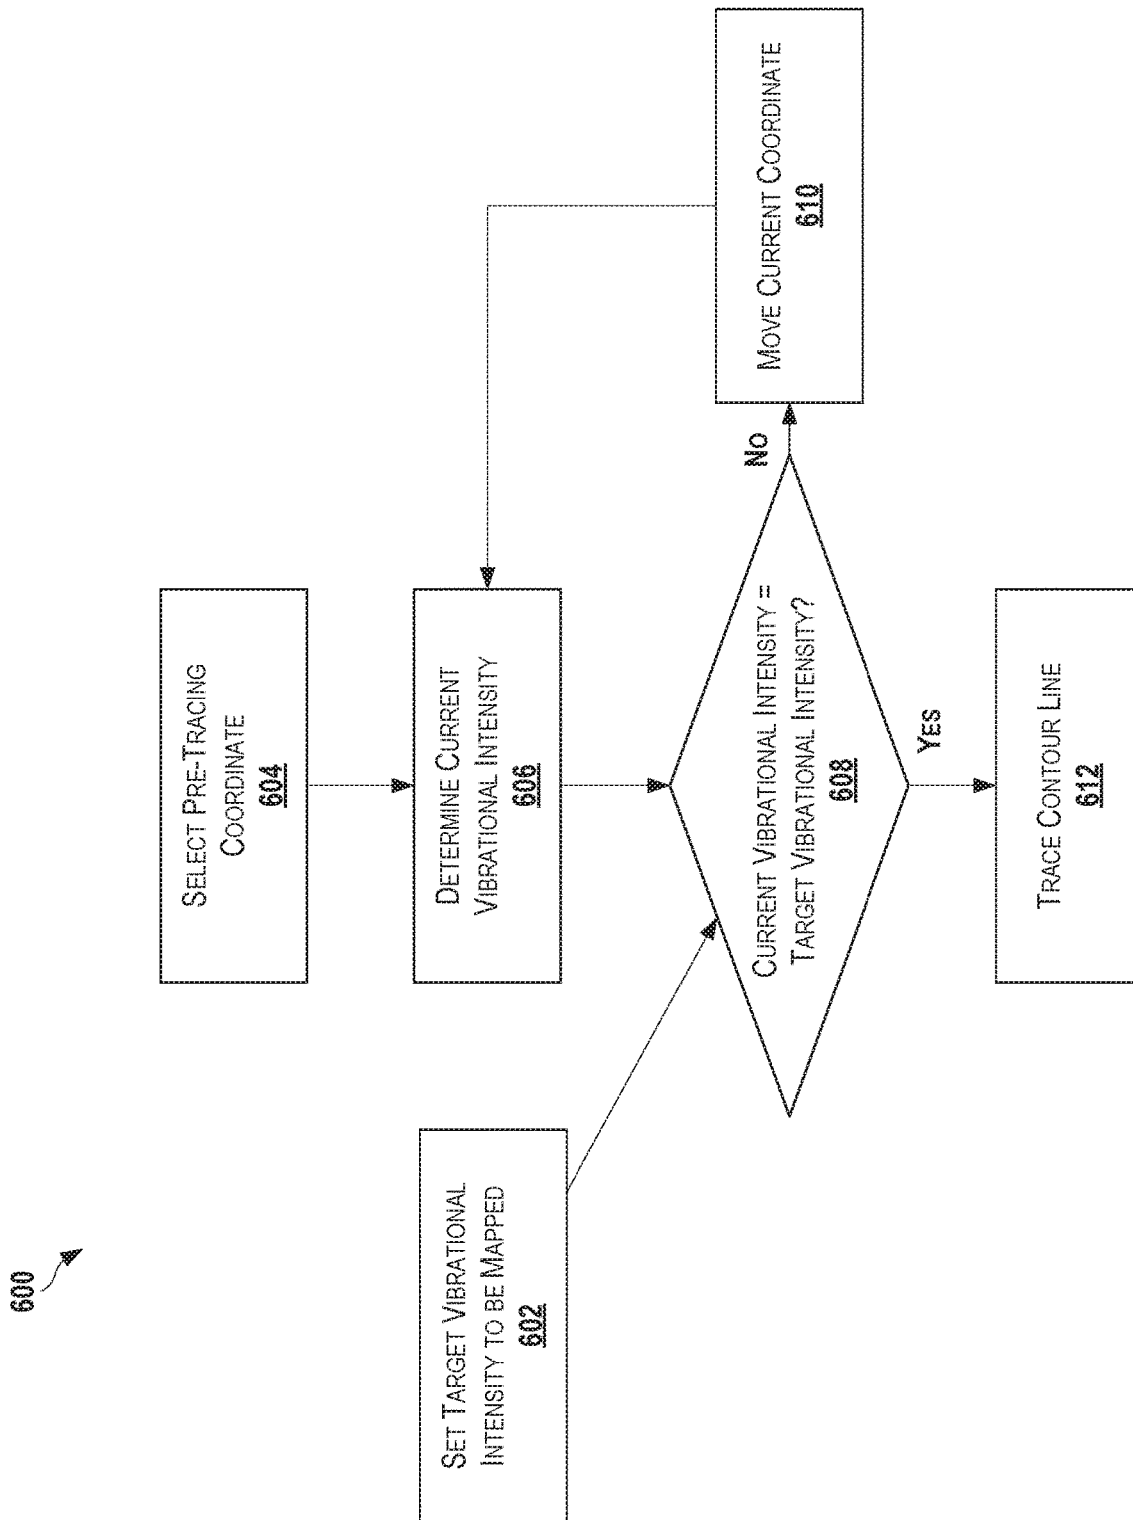 600
SELECT PRE-TRACING
COORDINATE
604
SET TARGET VIBRATIONAL
INTENSITY TO BE MAPPED
602
DETERMINE CURRENT
VIBRATIONAL INTENSITY
606
CURRENT VIBRATIONAL INTENSITY =
TARGET VIBRATIONAL INTENSITY?
608
NO
MOVE CURRENT COORDINATE
610
YES
TRACE CONTOUR LINE
612